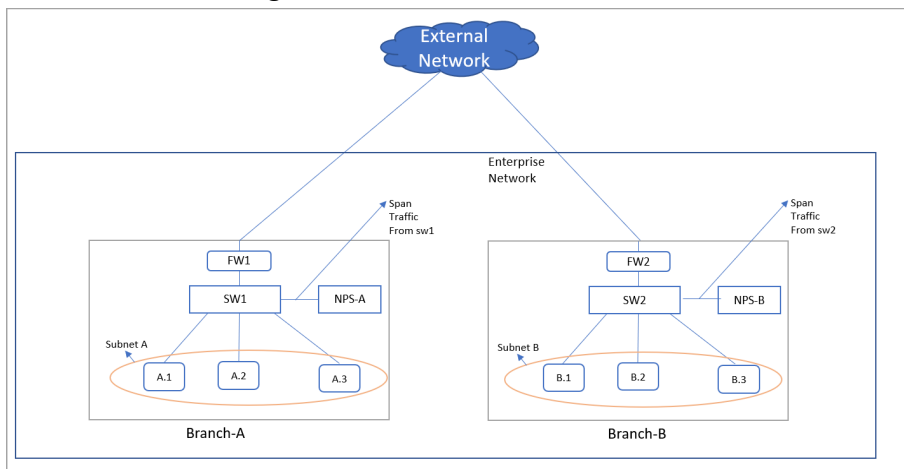 External
Network
Enterprise
Network
Span
Traffic
From sw1
Span
Traffic
From sw2
FW1
FW2
SW1
NPS-A
SW2
NPS-B
Subnet A
Subnet B
A.1
A.2
A.3
B.1
B.2
B.3
Branch-A
Branch-B